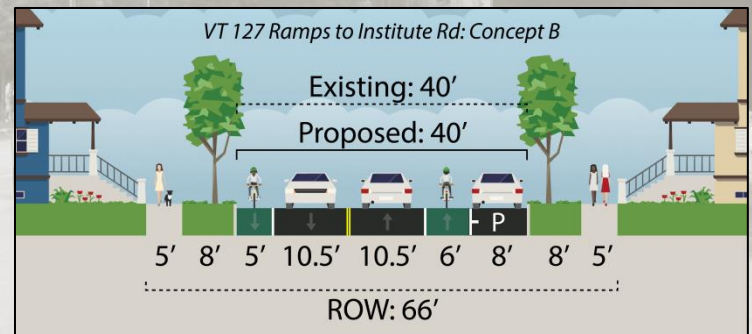 VT 127 Ramps to Institute Rd: Concept B
Existing: 40’
Proposed: 40’
P
5’ 8’ 5’ 10.5’ 10.5’ 6’ 8’ 8’ 5’
ROW: 66’